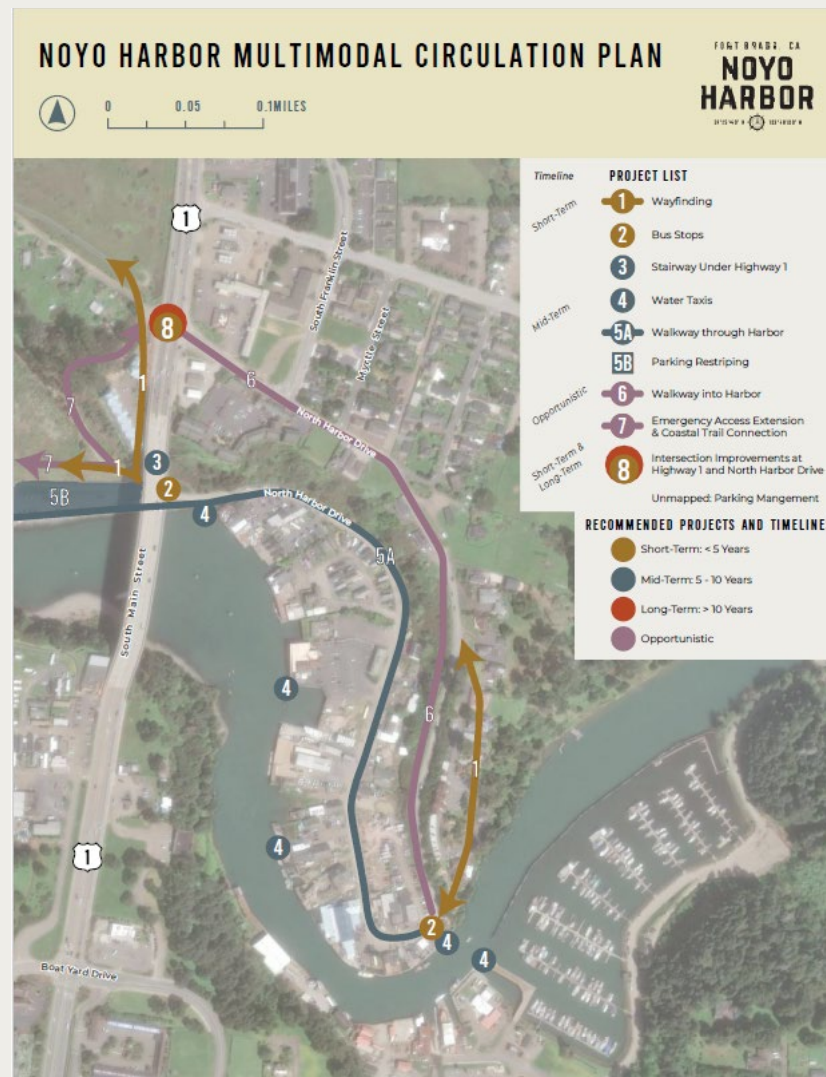 NOYO HARBOR MULTIMODAL CIRCULATION PLAN
FORT BRAGG, CA
NOYO
HARBOR
0 0.05 0.1MILES
Timeline PROJECT LIST
Short-Term
1 Wayfinding
2 Bus Stops
3 Stairway Under Highway 1
Mid-Term
4 Water Taxis
5A Walkway through Harbor
5B Parking Restriping
Opportunistic
6 Walkway into Harbor
7 Emergency Access Extension
& Coastal Trail Connection
Short-Term &
Long-Term
8 Intersection Improvements at
Highway 1 and North Harbor Drive
Unmapped: Parking Mangement
RECOMMENDED PROJECTS AND TIMELINE
Short-Term: < 5 Years
Mid-Term: 5 - 10 Years
Long-Term: > 10 Years
Opportunistic
1
South Franklin Street
Myrtle Street
8
6
1
7
North Harbor Drive
3
7
1
2
5B
4
North Harbor Drive
5A
South Main Street
4
6
1
4
1
2
4
4
Boat Yard Drive